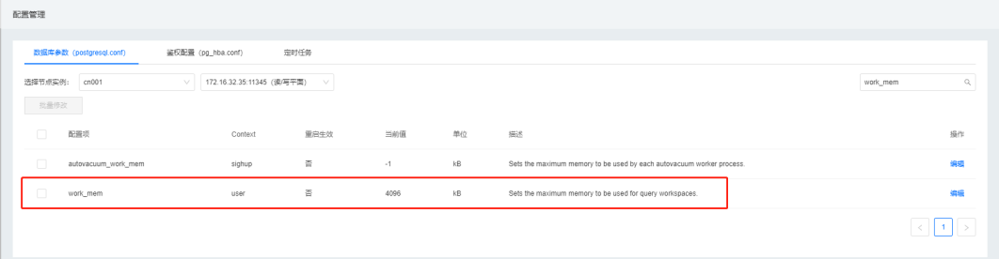 配置管理
数据库参数 (postgresql.conf) 鉴权配置 (pg_hba.conf) 定时任务
选择节点实例: cn001 172.16.32.35:11345 (读/写平面) work_mem
批量修改
配置项 Context 重启生效 当前值 单位 描述 操作
autovacuum_work_mem sighup 否 -1 kB Sets the maximum memory to be used by each autovacuum worker process. 编辑
work_mem user 否 4096 kB Sets the maximum memory to be used for query workspaces. 编辑
< 1 >